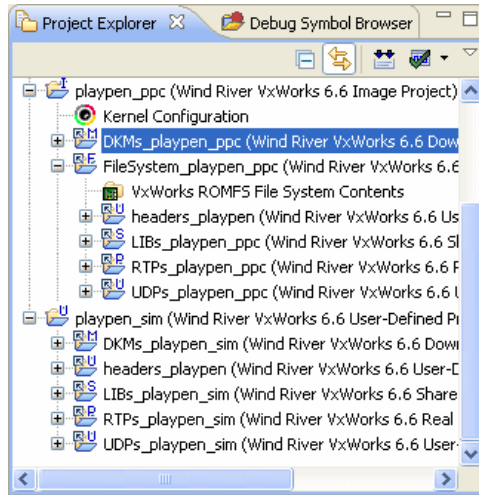 Project Explorer Debug Symbol Browser
playpen_ppc (Wind River VxWorks 6.6 Image Project)
Kernel Configuration
DKMs_playpen_ppc (Wind River VxWorks 6.6 Dow
FileSystem_playpen_ppc (Wind River VxWorks 6.6
VxWorks ROMFS File System Contents
headers_playpen (Wind River VxWorks 6.6 Us
LIBs_playpen_ppc (Wind River VxWorks 6.6 Sl
RTPs_playpen_ppc (Wind River VxWorks 6.6 F
UDPs_playpen_ppc (Wind River VxWorks 6.6 U
playpen_sim (Wind River VxWorks 6.6 User-Defined Pr
DKMs_playpen_sim (Wind River VxWorks 6.6 Down
headers_playpen (Wind River VxWorks 6.6 User-D
LIBs_playpen_sim (Wind River VxWorks 6.6 Share
RTPs_playpen_sim (Wind River VxWorks 6.6 Real
UDPs_playpen_sim (Wind River VxWorks 6.6 User-